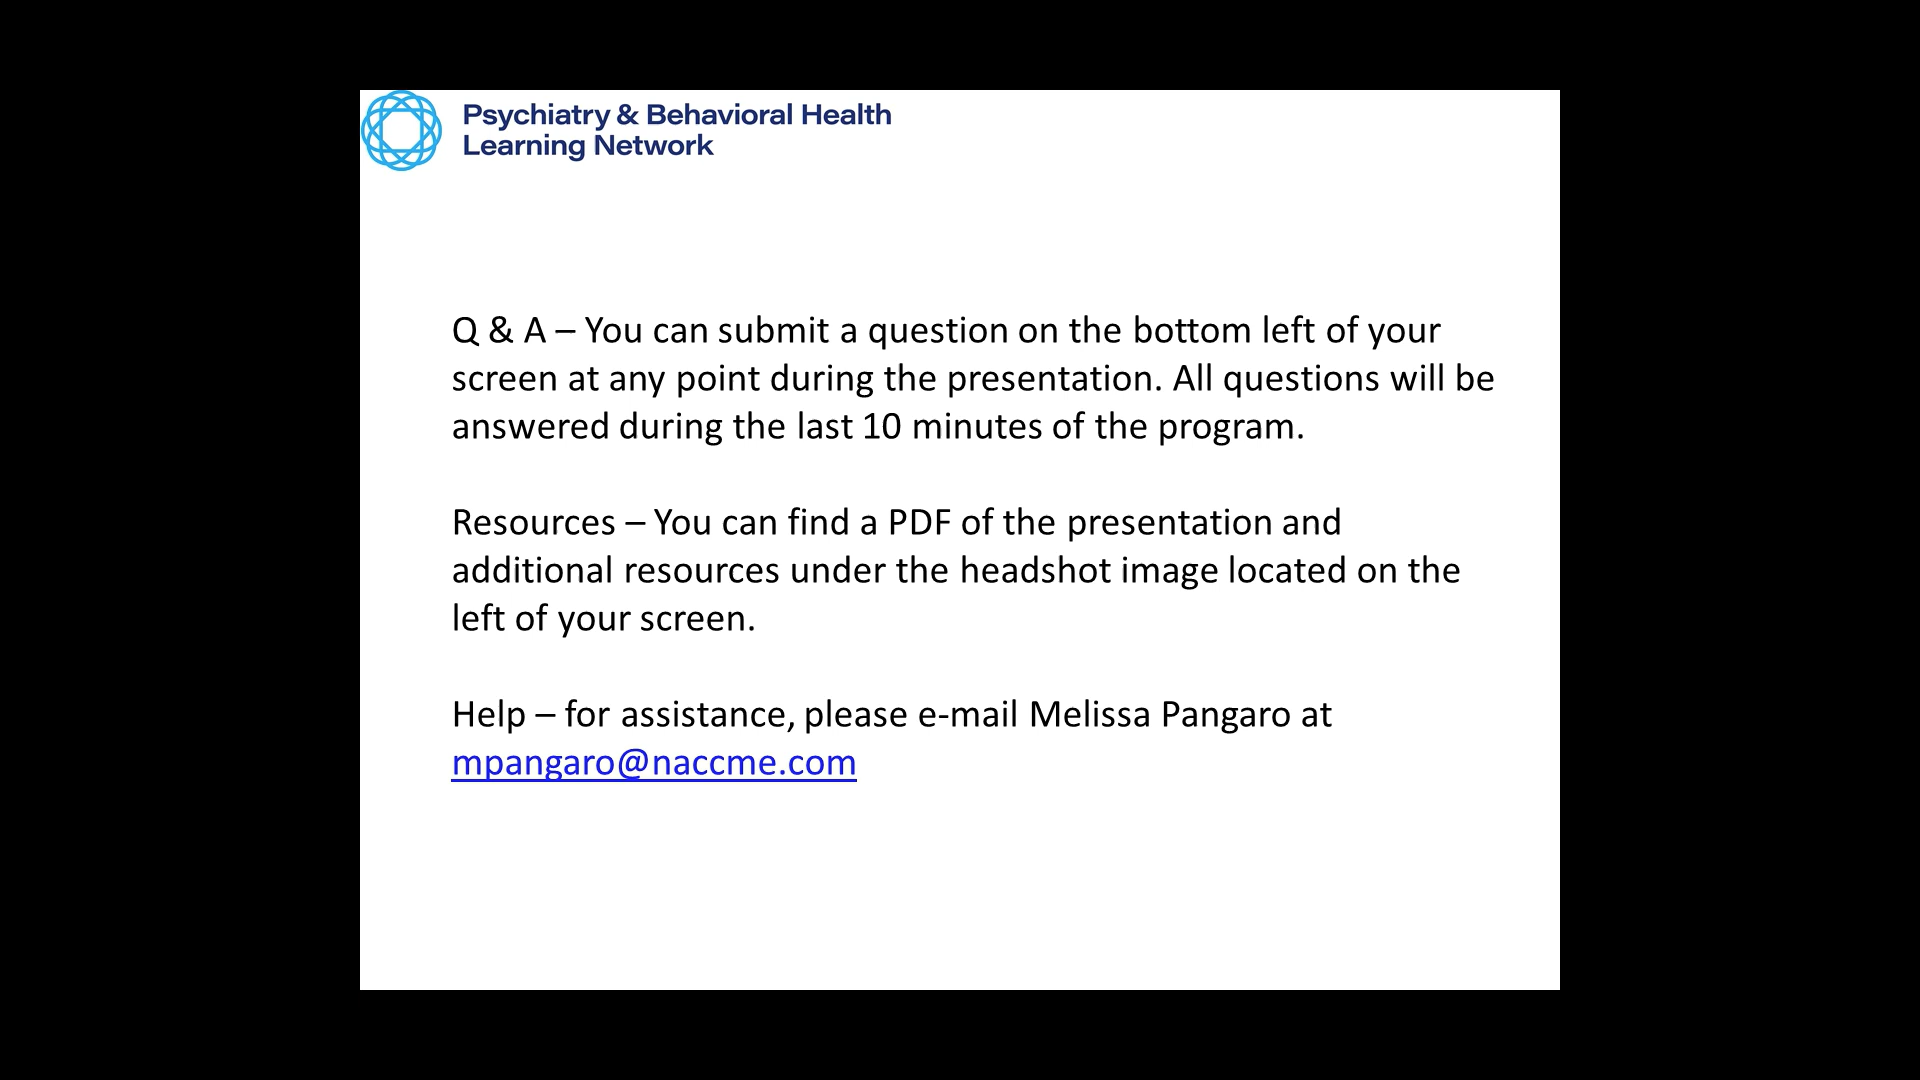 Psychiatry & Behavioral Health
Learning Network
Q & A – You can submit a question on the bottom left of your
screen at any point during the presentation. All questions will be
answered during the last 10 minutes of the program.
Resources – You can find a PDF of the presentation and
additional resources under the headshot image located on the
left of your screen.
Help – for assistance, please e-mail Melissa Pangaro at
mpangaro@naccme.com